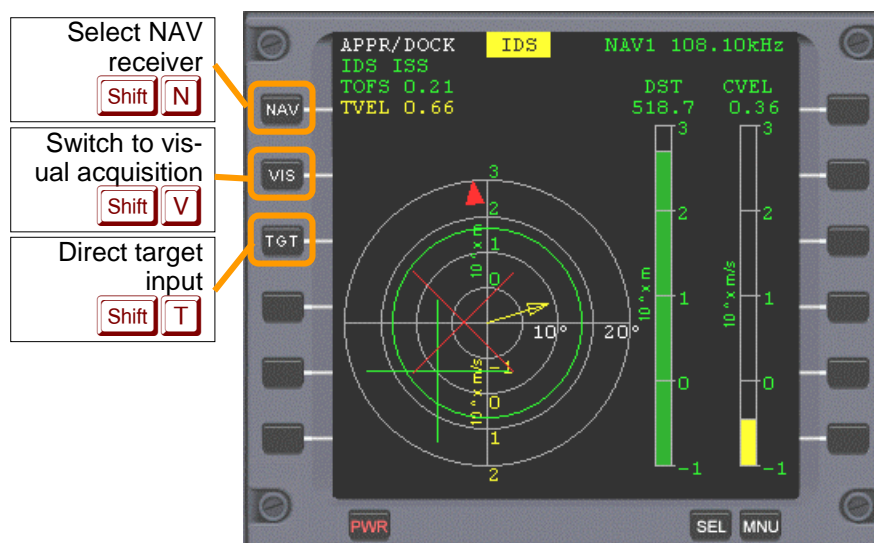 Select NAV
receiver
Shift N
Switch to vis-
ual acquisition
Shift V
Direct target
input
Shift T
NAV
VIS
TGT
APPR/DOCK IDS NAV1 108.10kHz
IDS ISS
TOFS 0.21 DST CVEL
TVEL 0.66 518.7 0.36
3
2
1
0
10^x m
10° 20°
-1
0
1
2
10^x m/s
3
2
1
0
-1
10^x m
3
2
1
0
-1
10^x m/s
PWR SEL MNU